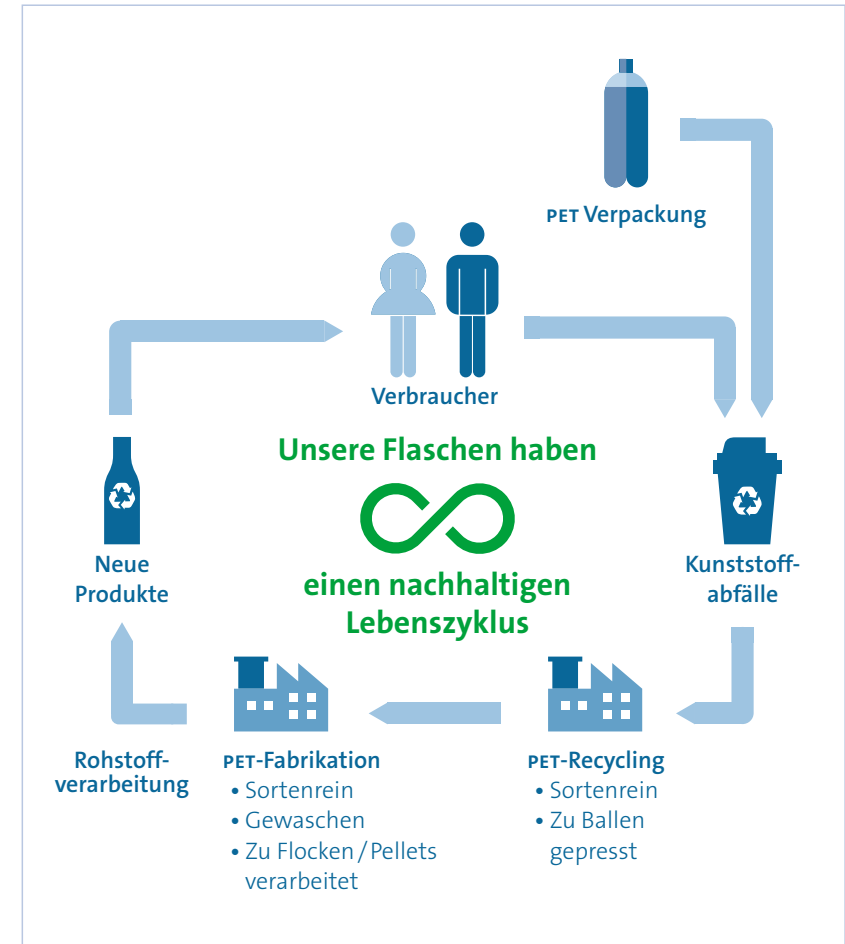 PET Verpackung
Verbraucher
Unsere Flaschen haben
einen nachhaltigen
Lebenszyklus
Neue
Produkte
Kunststoff-
abfälle
Rohstoff-
verarbeitung
PET-Fabrikation
• Sortenrein
• Gewaschen
• Zu Flocken/Pellets
verarbeitet
PET-Recycling
• Sortenrein
• Zu Ballen
gepresst